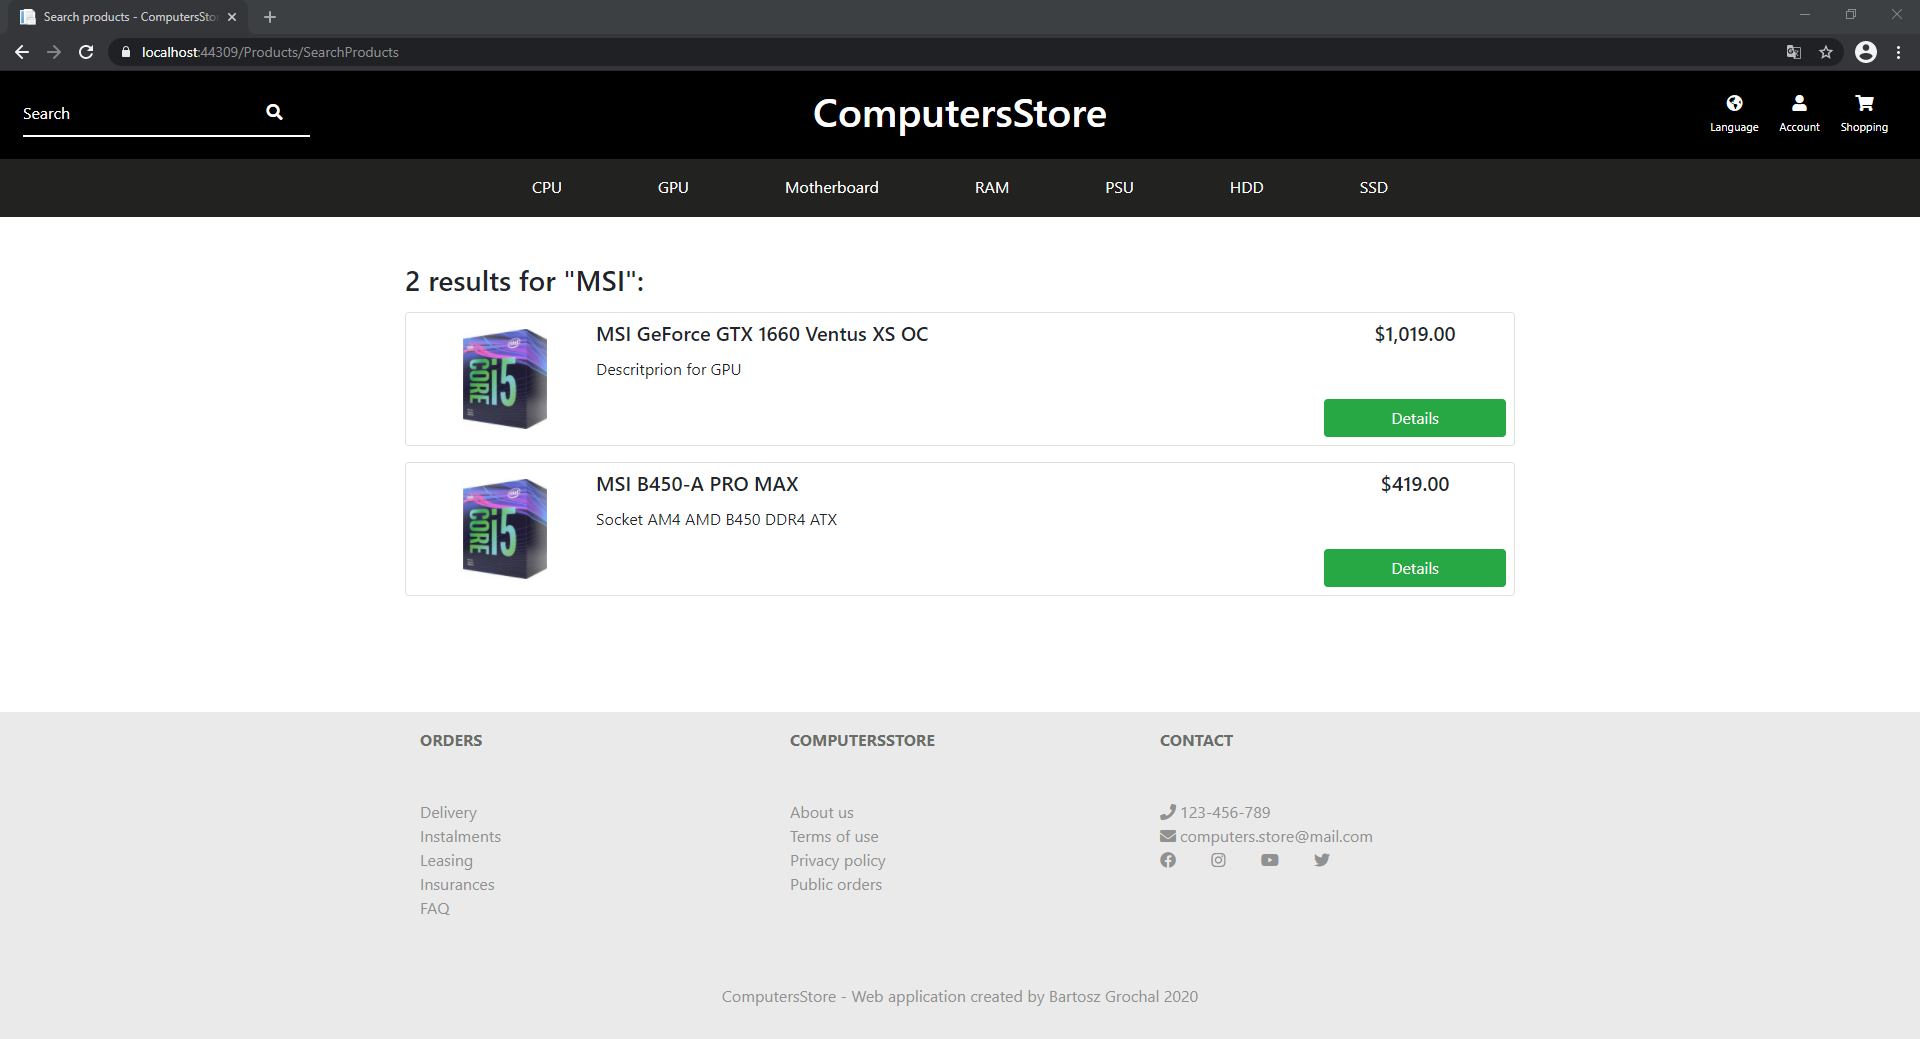 Search products - ComputersSto
localhost:44309/Products/SearchProducts
Search
ComputersStore
Language
Account
Shopping
CPU
GPU
Motherboard
RAM
PSU
HDD
SSD
2 results for "MSI":
CORE i5
MSI GeForce GTX 1660 Ventus XS OC
$1,019.00
Descritprion for GPU
Details
CORE i5
MSI B450-A PRO MAX
$419.00
Socket AM4 AMD B450 DDR4 ATX
Details
ORDERS
Delivery
Instalments
Leasing
Insurances
FAQ
COMPUTERSSTORE
About us
Terms of use
Privacy policy
Public orders
CONTACT
123-456-789
computers.store@mail.com
ComputersStore - Web application created by Bartosz Grochal 2020